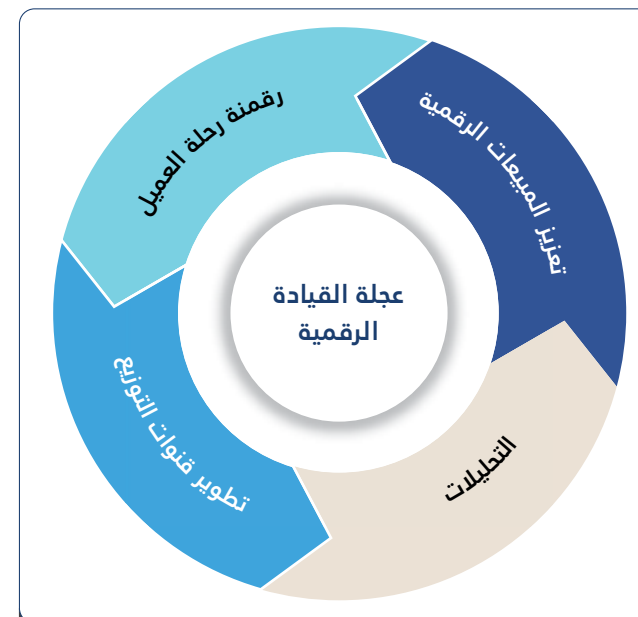 رقمنة رحلة العميل
تعزيز المبيعات الرقمية
عجلة القيادة
الرقمية
تطوير قنوات التوزيع
التحليلات